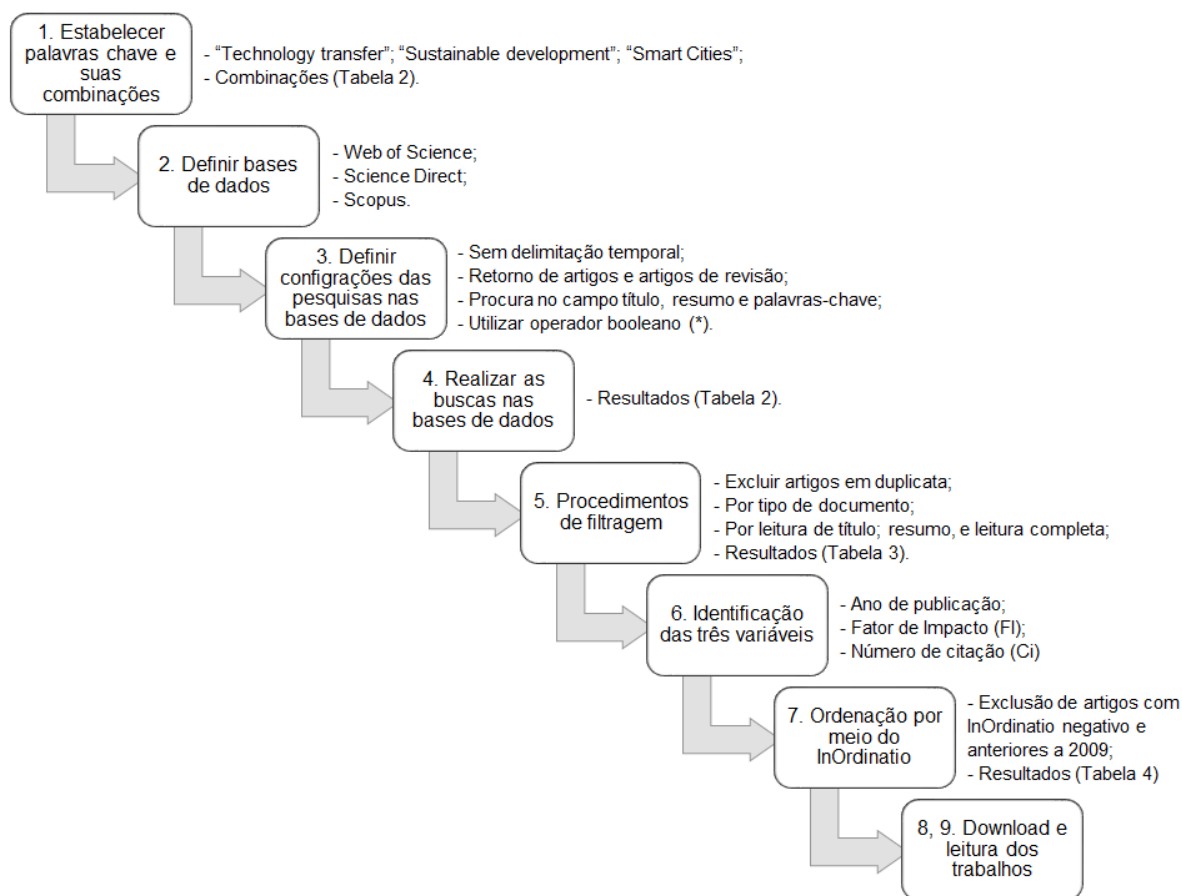 1. Estabelecer
palavras chave e
suas
combinações
- “Technology transfer”; “Sustainable development”; “Smart Cities”;
- Combinações (Tabela 2).
2. Definir bases
de dados
- Web of Science;
- Science Direct;
- Scopus.
3. Definir
configrações das
pesquisas nas
bases de dados
- Sem delimitação temporal;
- Retorno de artigos e artigos de revisão;
- Procura no campo título, resumo e palavras-chave;
- Utilizar operador booleano (*).
4. Realizar as
buscas nas
bases de dados
- Resultados (Tabela 2).
5. Procedimentos
de filtragem
- Excluir artigos em duplicata;
- Por tipo de documento;
- Por leitura de título; resumo, e leitura completa;
- Resultados (Tabela 3).
6. Identificação
das três variáveis
- Ano de publicação;
- Fator de Impacto (FI);
- Número de citação (Ci)
7. Ordenação por
meio do
InOrdinatio
- Exclusão de artigos com
InOrdinatio negativo e
anteriores a 2009;
- Resultados (Tabela 4)
8, 9. Download e
leitura dos
trabalhos